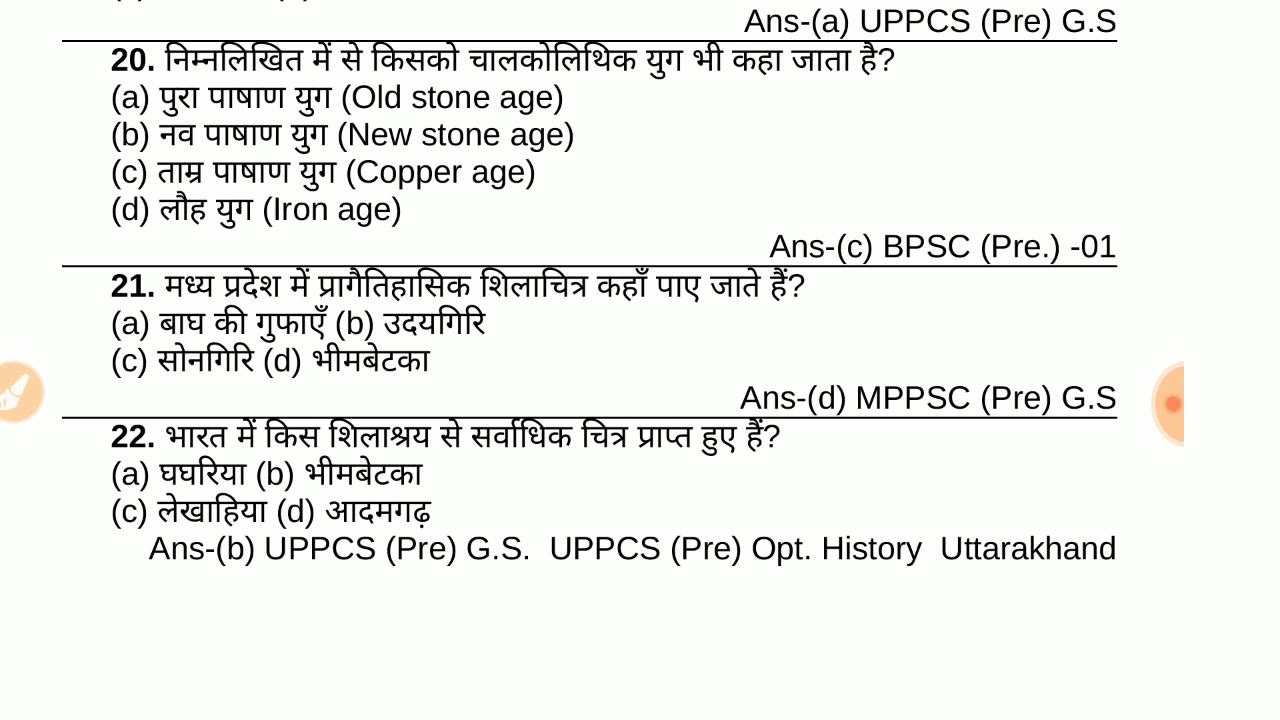 Ans-(a) UPPCS (Pre) G.S
20. निम्नलिखित में से किसको चालकोलिथिक युग भी कहा जाता है?
(a) पुरा पाषाण युग (Old stone age)
(b) नव पाषाण युग (New stone age)
(c) ताम्र पाषाण युग (Copper age)
(d) लौह युग (Iron age)
Ans-(c) BPSC (Pre.) -01
21. मध्य प्रदेश में प्रागैतिहासिक शिलाचित्र कहाँ पाए जाते हैं?
(a) बाघ की गुफाएँ (b) उदयगिरि
(c) सोनगिरि (d) भीमबेटका
Ans-(d) MPPSC (Pre) G.S
22. भारत में किस शिलाश्रय से सर्वाधिक चित्र प्राप्त हुए हैं?
(a) घघरिया (b) भीमबेटका
(c) लेखाहिया (d) आदमगढ़
Ans-(b) UPPCS (Pre) G.S. UPPCS (Pre) Opt. History Uttarakhand